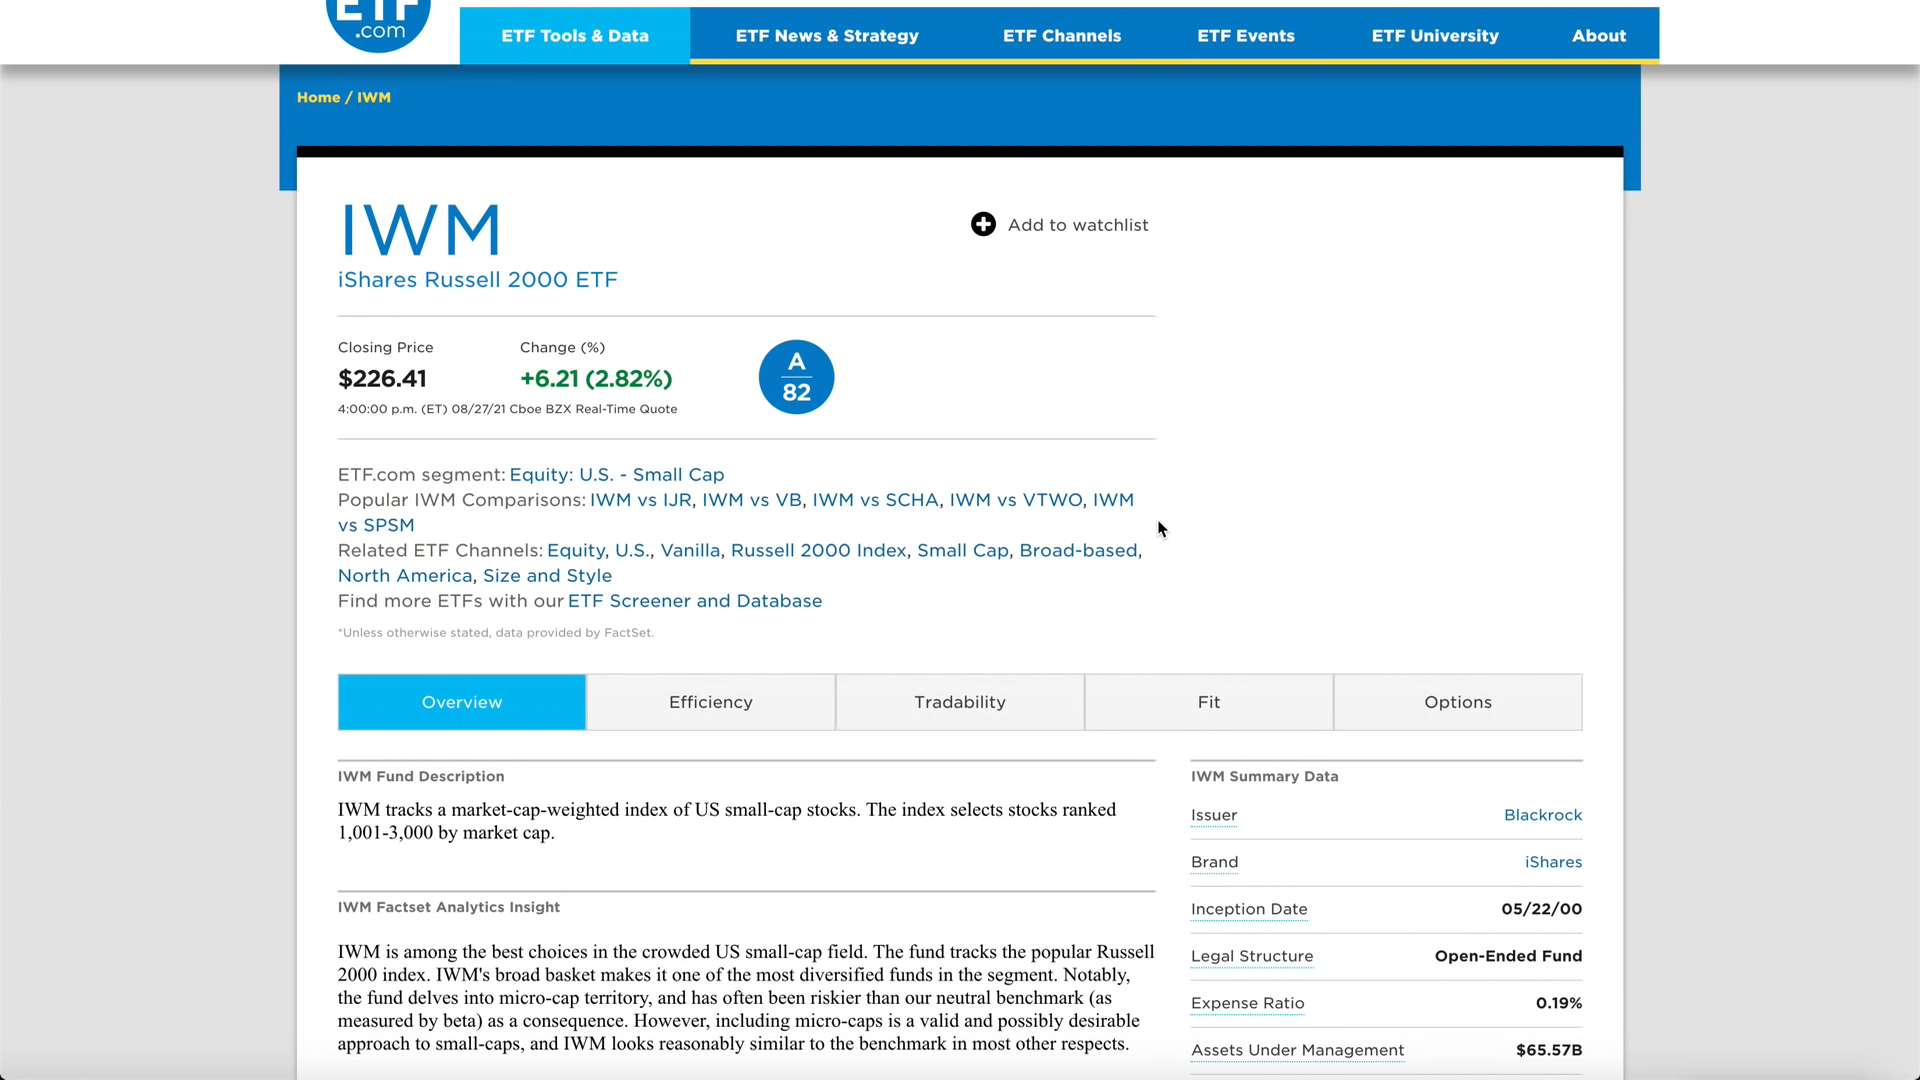 ETF
.com
ETF Tools & Data
ETF News & Strategy
ETF Channels
ETF Events
ETF University
About
Home / IWM
IWM
Add to watchlist
iShares Russell 2000 ETF
Closing Price
Change (%)
$226.41
+6.21 (2.82%)
A
82
4:00:00 p.m. (ET) 08/27/21 Cboe BZX Real-Time Quote
ETF.com segment: Equity: U.S. - Small Cap
Popular IWM Comparisons: IWM vs IJR, IWM vs VB, IWM vs SCHA, IWM vs VTWO, IWM
vs SPSM
Related ETF Channels: Equity, U.S., Vanilla, Russell 2000 Index, Small Cap, Broad-based,
North America, Size and Style
Find more ETFs with our ETF Screener and Database
*Unless otherwise stated, data provided by FactSet.
Overview
Efficiency
Tradability
Fit
Options
IWM Fund Description
IWM tracks a market-cap-weighted index of US small-cap stocks. The index selects stocks ranked
1,001-3,000 by market cap.
IWM Factset Analytics Insight
IWM is among the best choices in the crowded US small-cap field. The fund tracks the popular Russell
2000 index. IWM's broad basket makes it one of the most diversified funds in the segment. Notably,
the fund delves into micro-cap territory, and has often been riskier than our neutral benchmark (as
measured by beta) as a consequence. However, including micro-caps is a valid and possibly desirable
approach to small-caps, and IWM looks reasonably similar to the benchmark in most other respects.
IWM Summary Data
Issuer Blackrock
Brand iShares
Inception Date 05/22/00
Legal Structure Open-Ended Fund
Expense Ratio 0.19%
Assets Under Management $65.57B